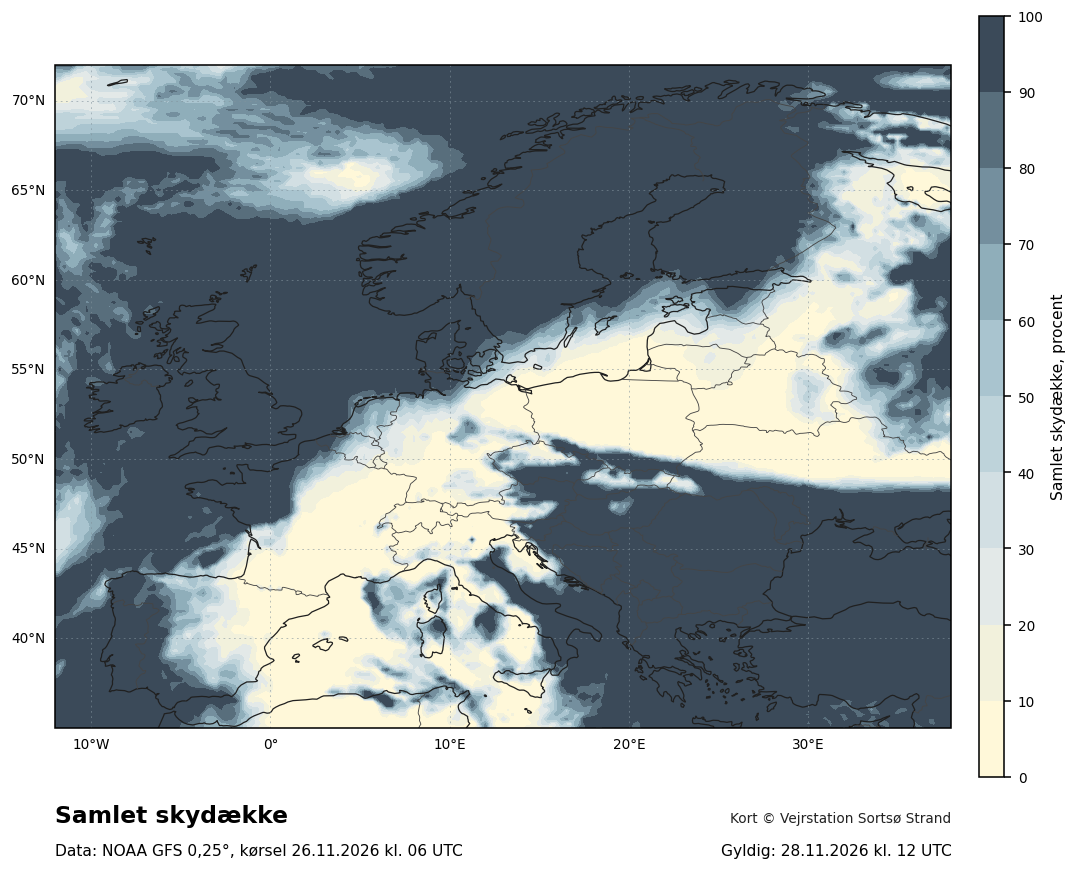 70°N
65°N
60°N
55°N
50°N
45°N
40°N
10°W
0°
10°E
20°E
30°E
100
90
80
70
60
50
40
30
20
10
0
Samlet skydække, procent
Samlet skydække
Kort © Vejrstation Sortsø Strand
Data: NOAA GFS 0,25°, kørsel 26.11.2026 kl. 06 UTC
Gyldig: 28.11.2026 kl. 12 UTC